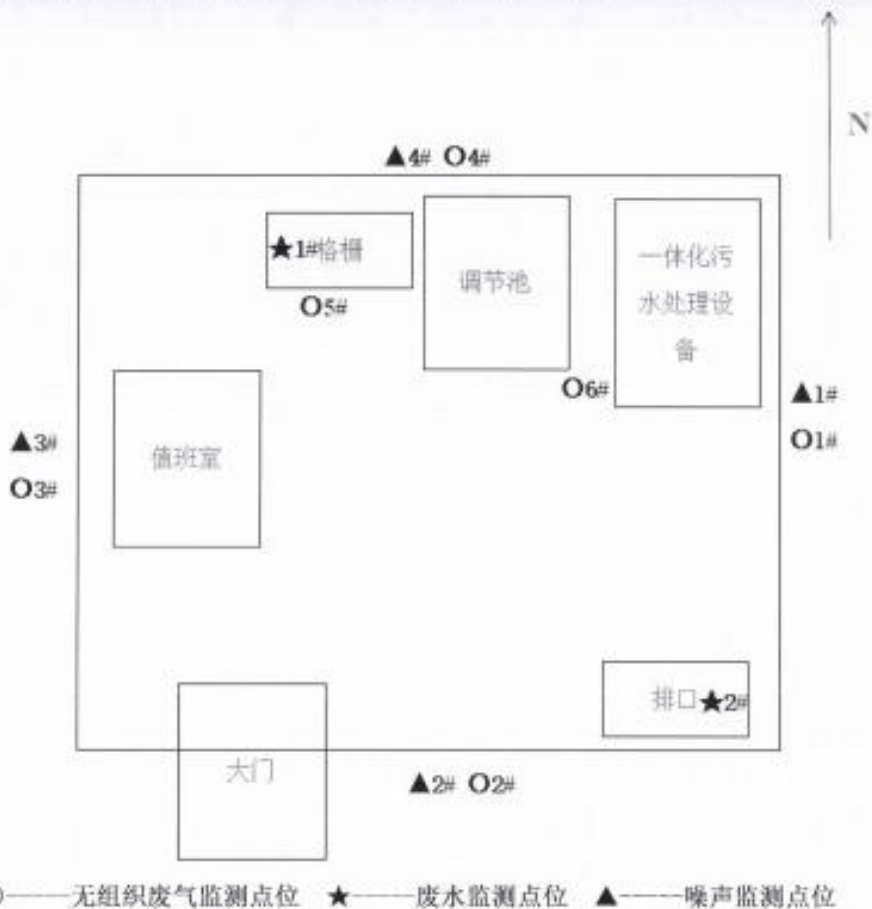 N
▲4# O4#
★1#格栅
调节池
一体化污
水处理设
备
O5#
O6#
▲1#
O1#
▲3#
O3#
值班室
排口★2#
大门
▲2# O2#
○——无组织废气监测点位 ★——废水监测点位 ▲——噪声监测点位